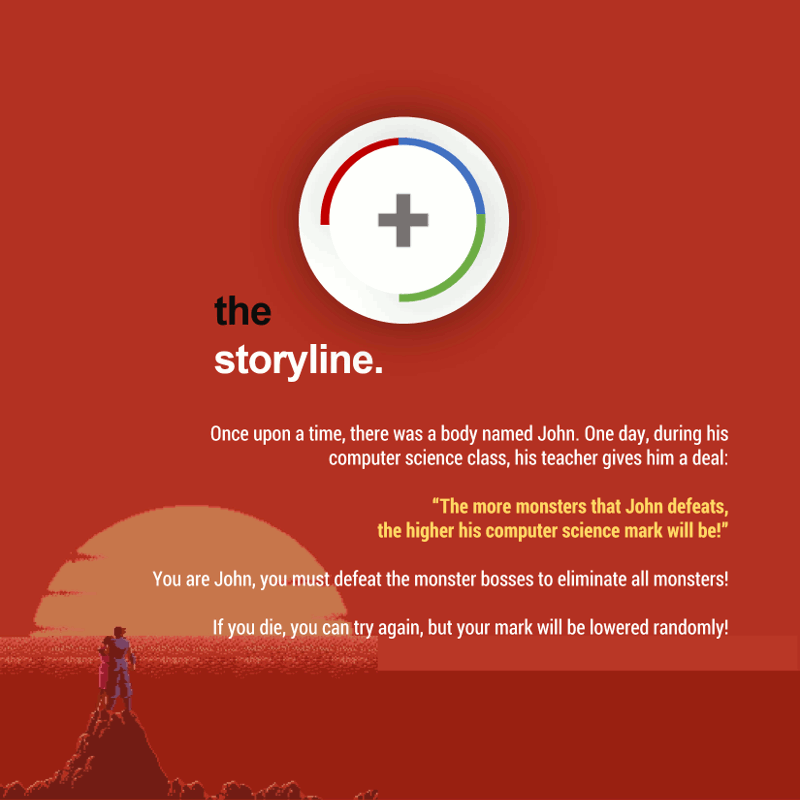 the
storyline.
Once upon a time, there was a body named John. One day, during his
computer science class, his teacher gives him a deal:
“The more monsters that John defeats,
the higher his computer science mark will be!”
You are John, you must defeat the monster bosses to eliminate all monsters!
If you die, you can try again, but your mark will be lowered randomly!